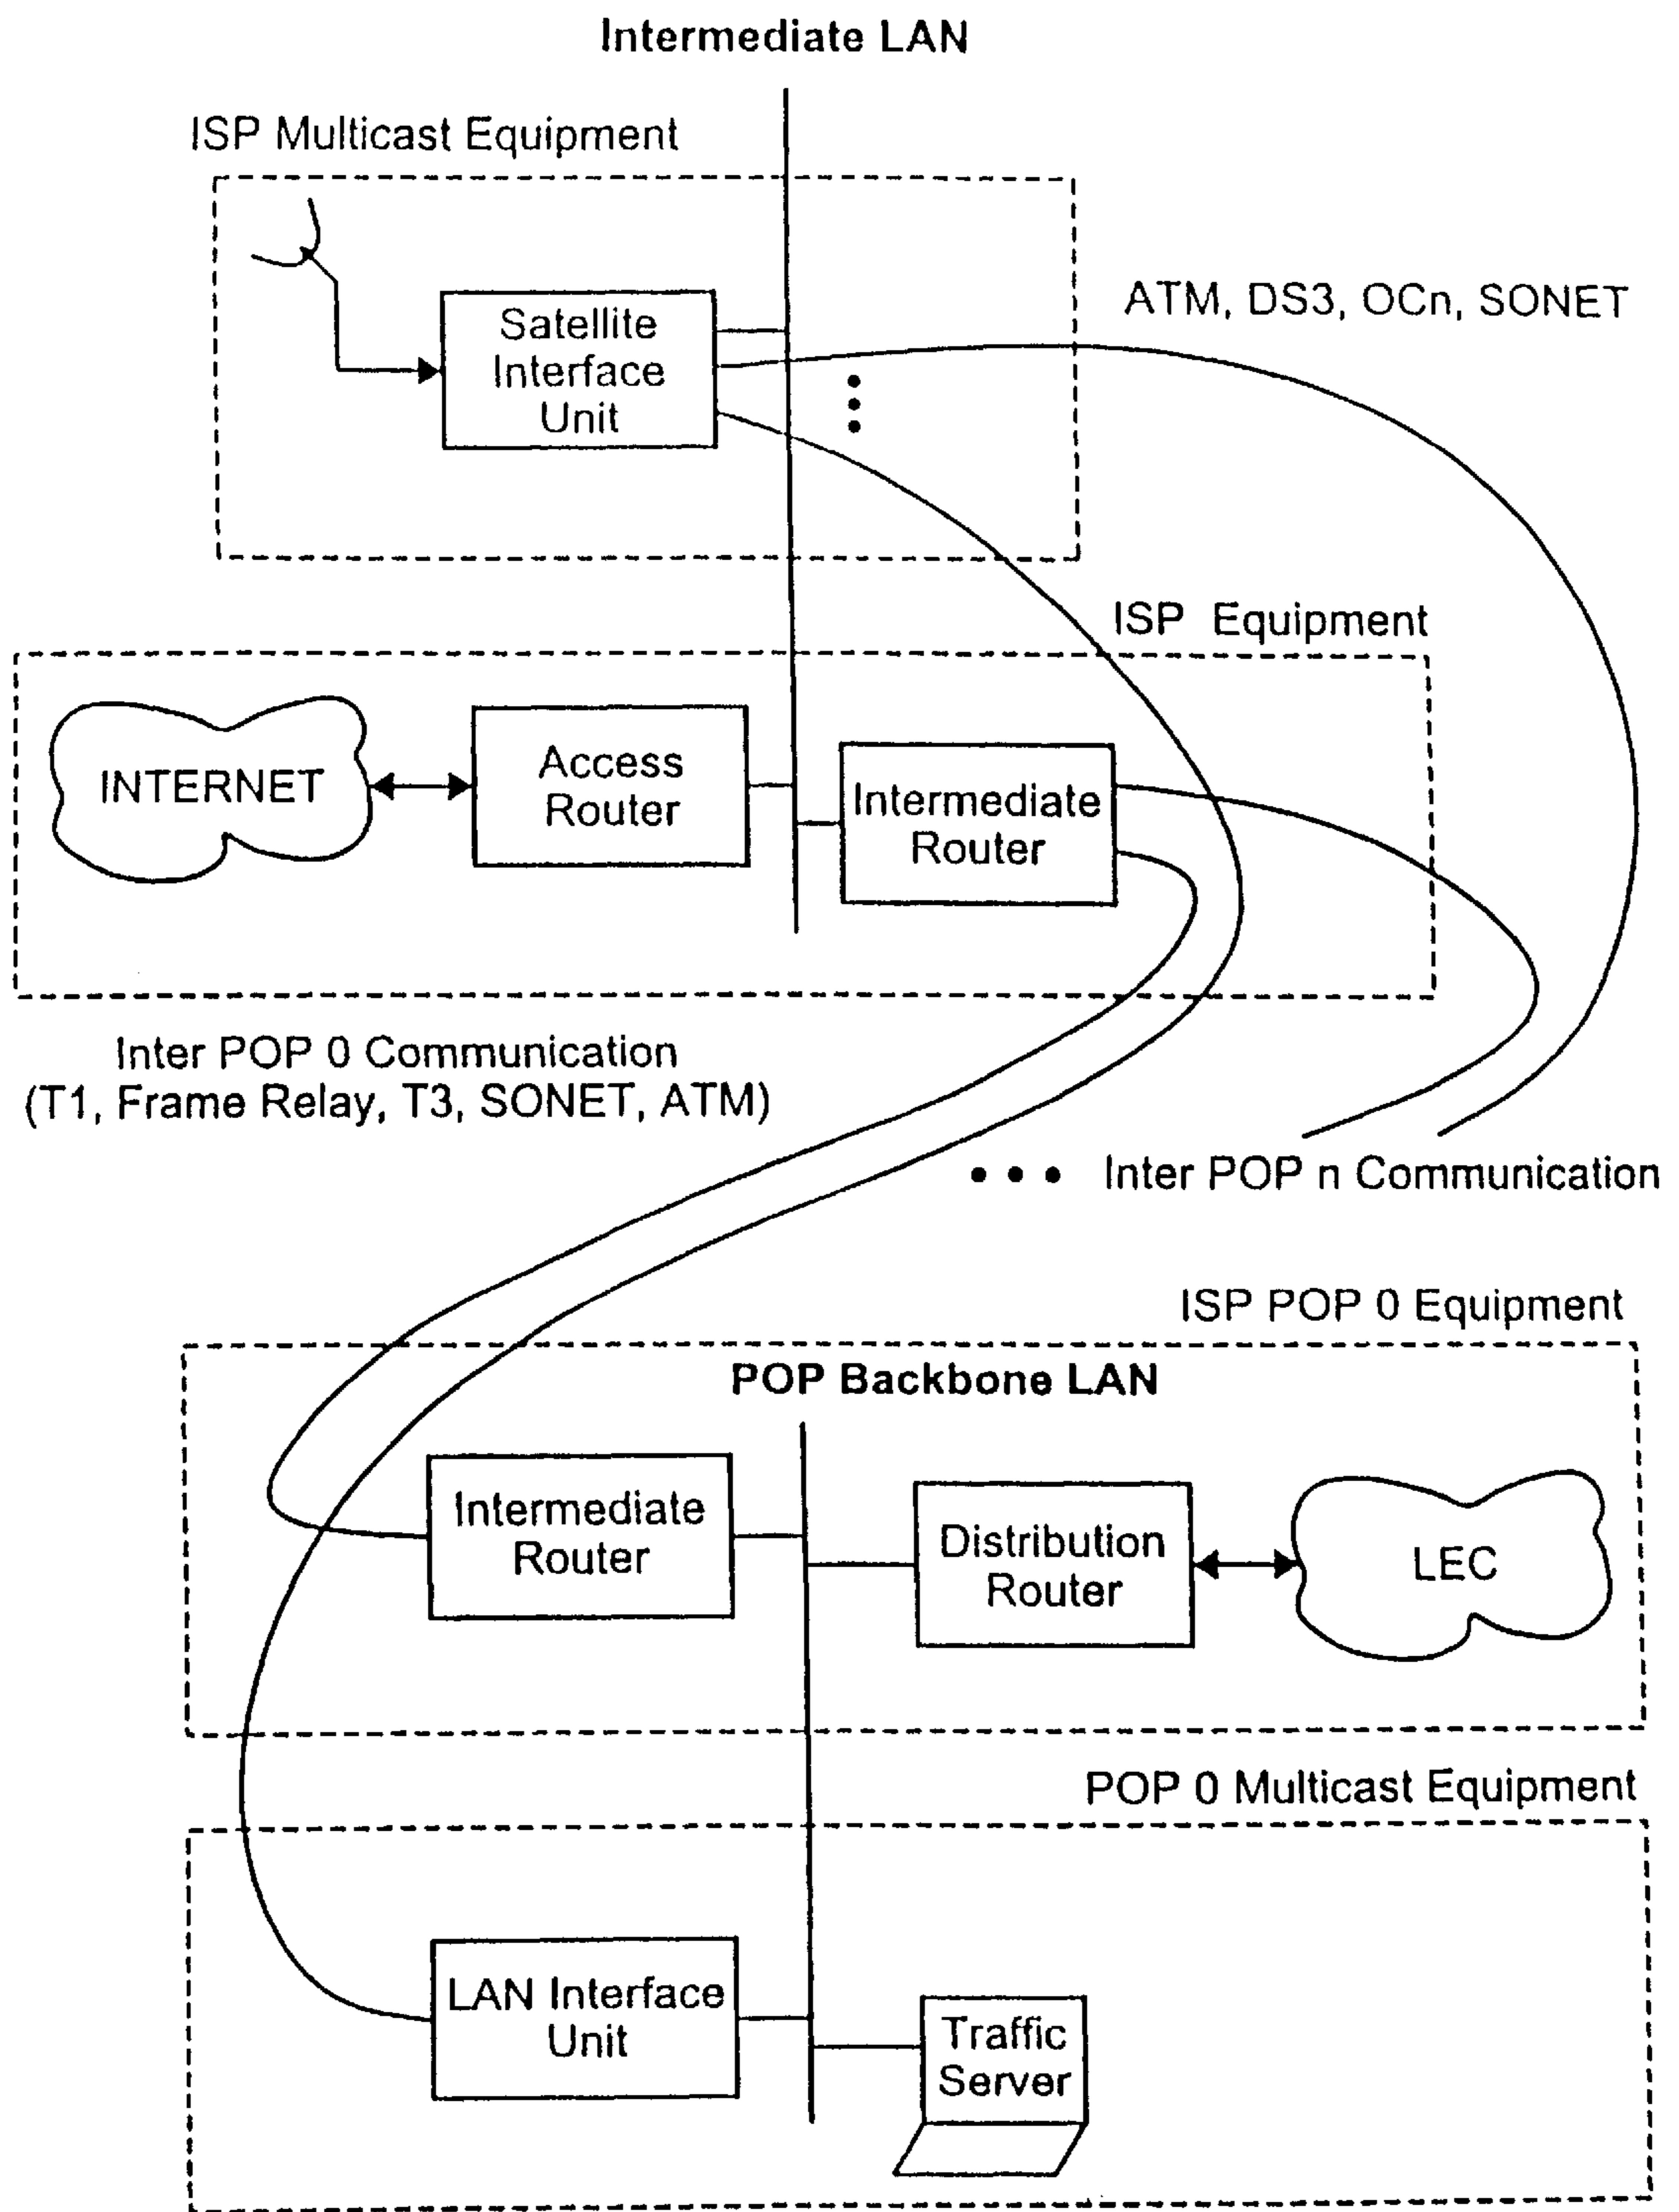 Intermediate LAN
ISP Multicast Equipment
Satellite
Interface
Unit
ATM, DS3, OCn, SONET
ISP Equipment
INTERNET
Access
Router
Intermediate
Router
Inter POP 0 Communication
(T1, Frame Relay, T3, SONET, ATM)
Inter POP n Communication
ISP POP 0 Equipment
POP Backbone LAN
Intermediate
Router
Distribution
Router
LEC
POP 0 Multicast Equipment
LAN Interface
Unit
Traffic
Server